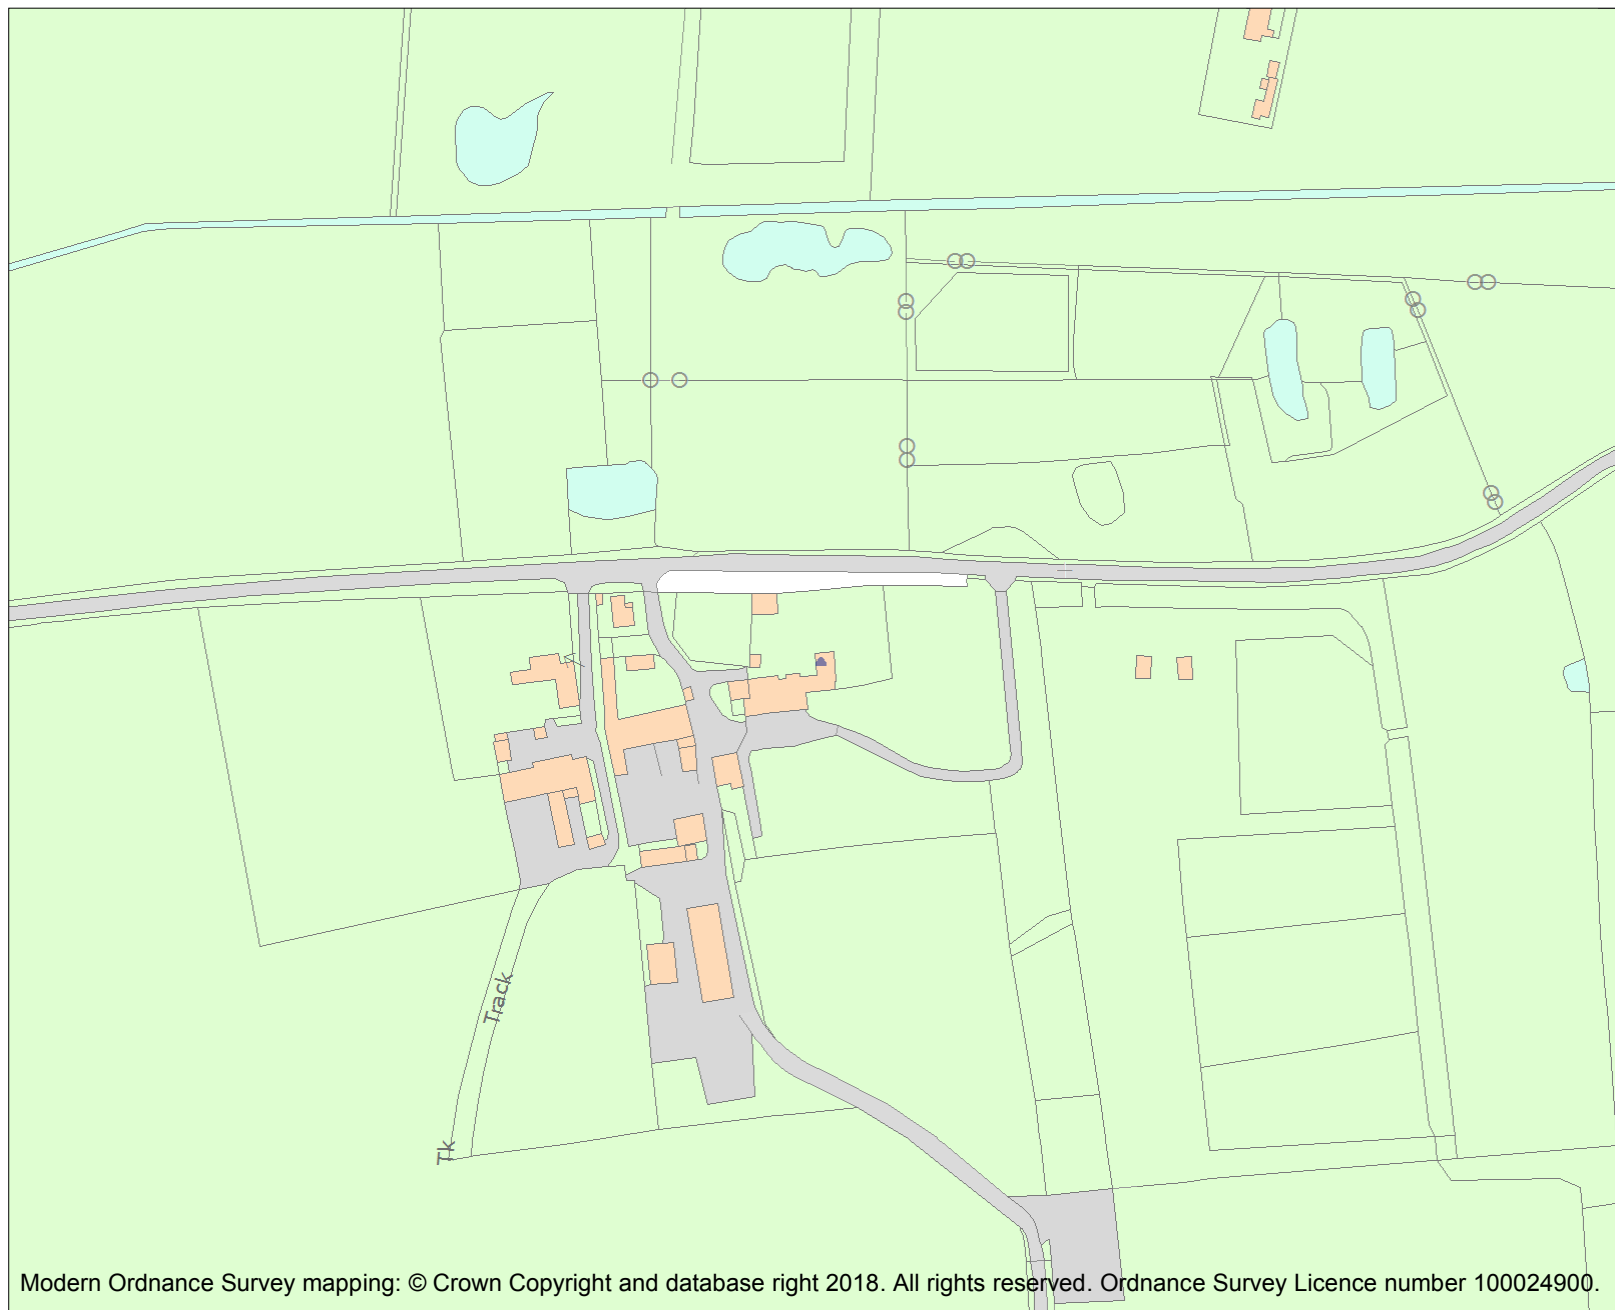 Track
Tk
Modern Ordnance Survey mapping: © Crown Copyright and database right 2018. All rights reserved. Ordnance Survey Licence number 100024900.